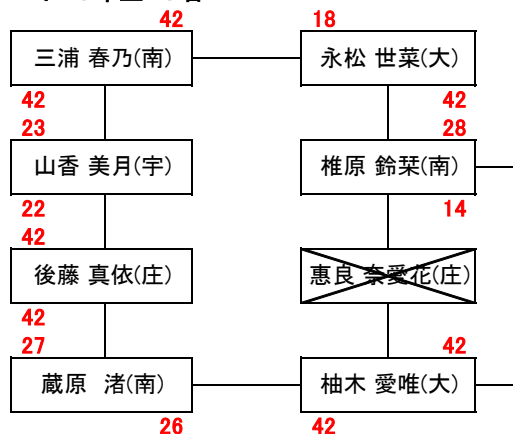 42 18
三浦 春乃(南) 永松 世菜(大)
42 42
23 28
山香 美月(宇) 椎原 鈴栞(南)
22 14
42
後藤 真依(庄) 惠良 奈愛花(庄)
42 42
27
蔵原 渚(南) 柚木 愛唯(大)
26 42